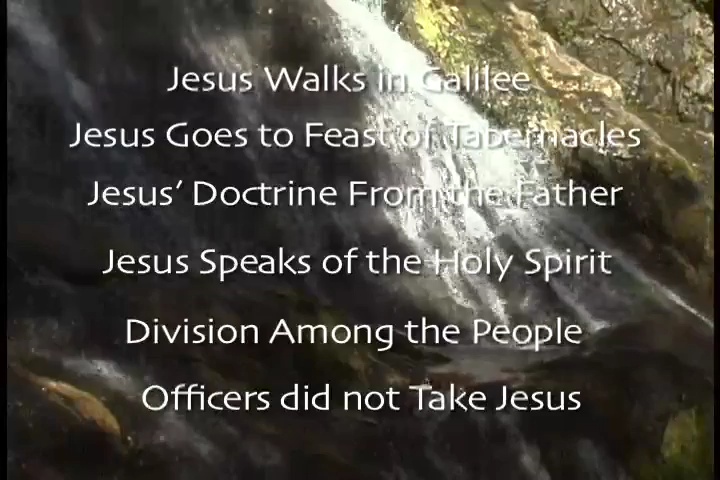 Jesus Walks in Galilee
Jesus Goes to Feast of Tabernacles
Jesus’ Doctrine From the Father
Jesus Speaks of the Holy Spirit
Division Among the People
Officers did not Take Jesus